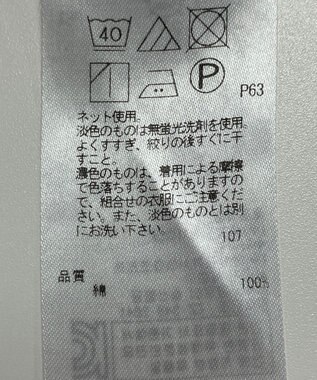 40
P
P63
ネット使用。
淡色のものは無蛍光洗剤を使用。
よくすすぎ、絞りの後すぐに干
すこと。
濃色のものは、着用による摩擦
で色落ちすることがありますの
で、組合せの衣服にご注意くだ
さい。また、淡色のものとは別
にお洗い下さい。
107
品質
綿 100%